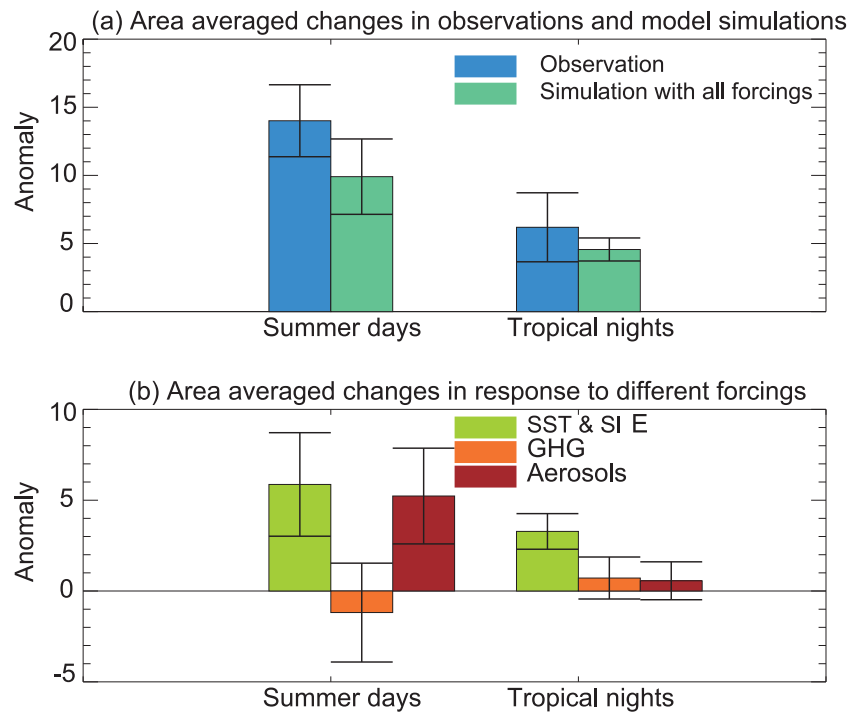 (a) Area averaged changes in observations and model simulations
20
15
10
5
0
Anomaly
Observation
Simulation with all forcings
Summer days
Tropical nights
(b) Area averaged changes in response to different forcings
10
5
0
-5
Anomaly
SST & SI E
GHG
Aerosols
Summer days
Tropical nights